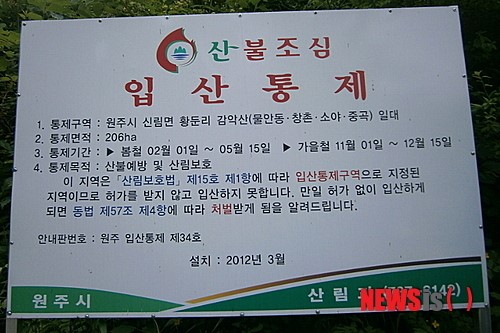 산불조심
입 산 통 제
1. 통제구역 : 원주시 신림면 황둔리 감악산(물안동·창촌·소야·중곡) 일대
2. 통제면적 : 206ha
3. 통제기간 : ▶ 봄철 02월 01일 ~ 05월 15일 ▶ 가을철 11월 01일 ~ 12월 15일
4. 통제목적 : 산불예방 및 산림보호
이 지역은 「산림보호법」제15호 제1항에 따라 입산통제구역으로 지정된
지역이므로 허가를 받지 않고 입산하지 못합니다. 만일 허가 없이 입산하게
되면 동법 제57조 제4항에 따라 처벌받게 됨을 알려드립니다.
안내판번호 : 원주 입산통제 제34호
설치 : 2012년 3월
원주시 산림
NEWSis( )